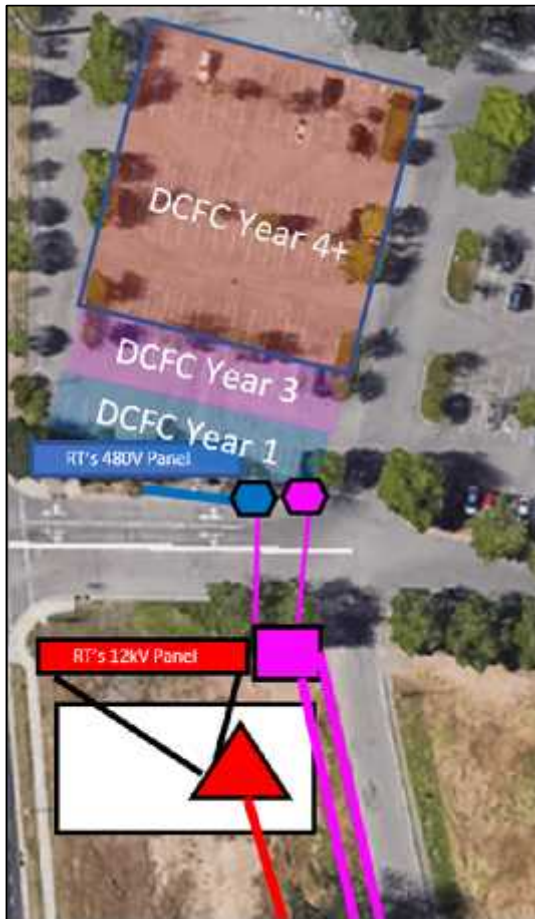 DCFC Year 4+
DCFC Year 3
DCFC Year 1
RT's 480V Panel
RT's 12kV Panel